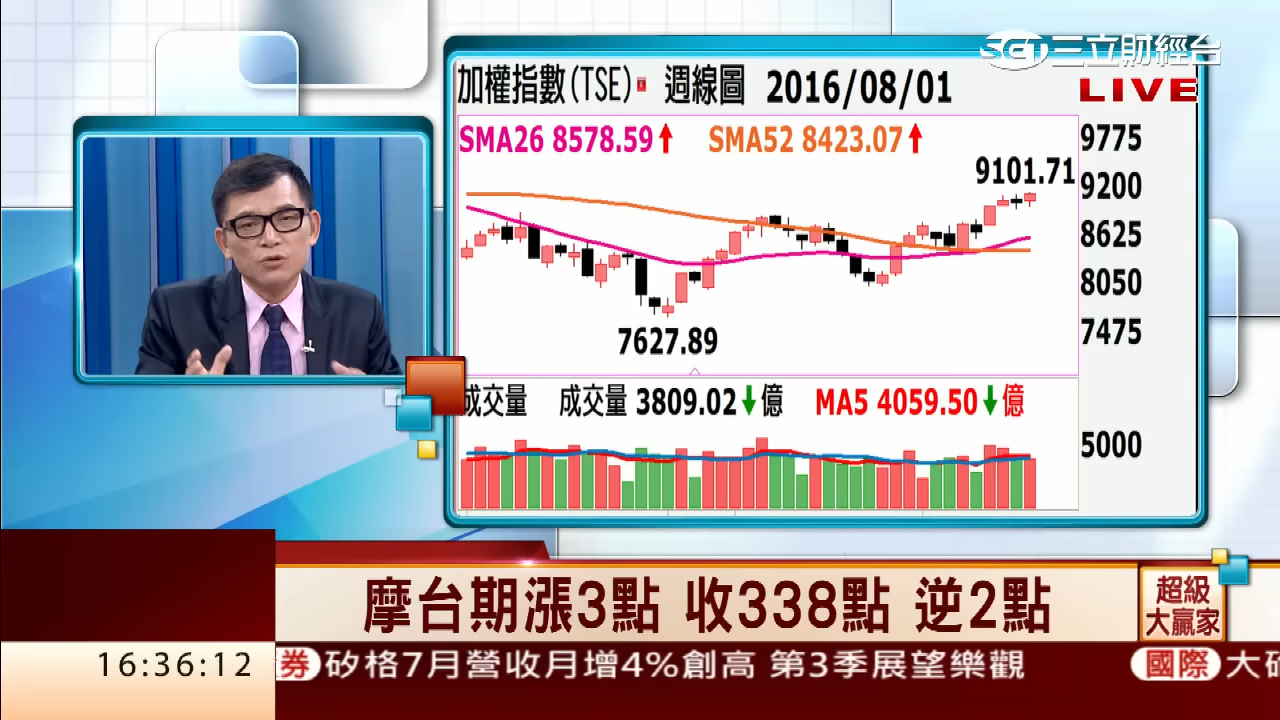 SET三立財經台
LIVE
加權指數(TSE) 週線圖 2016/08/01
SMA26 8578.59↑ SMA52 8423.07↑
9775
9101.71
9200
8625
8050
7475
7627.89
成交量 成交量 3809.02↓億 MA5 4059.50↓億
5000
摩台期漲3點 收338點 逆2點
超級
大贏家
16:36:12
券 矽格7月營收月增4%創高 第3季展望樂觀 國際 大